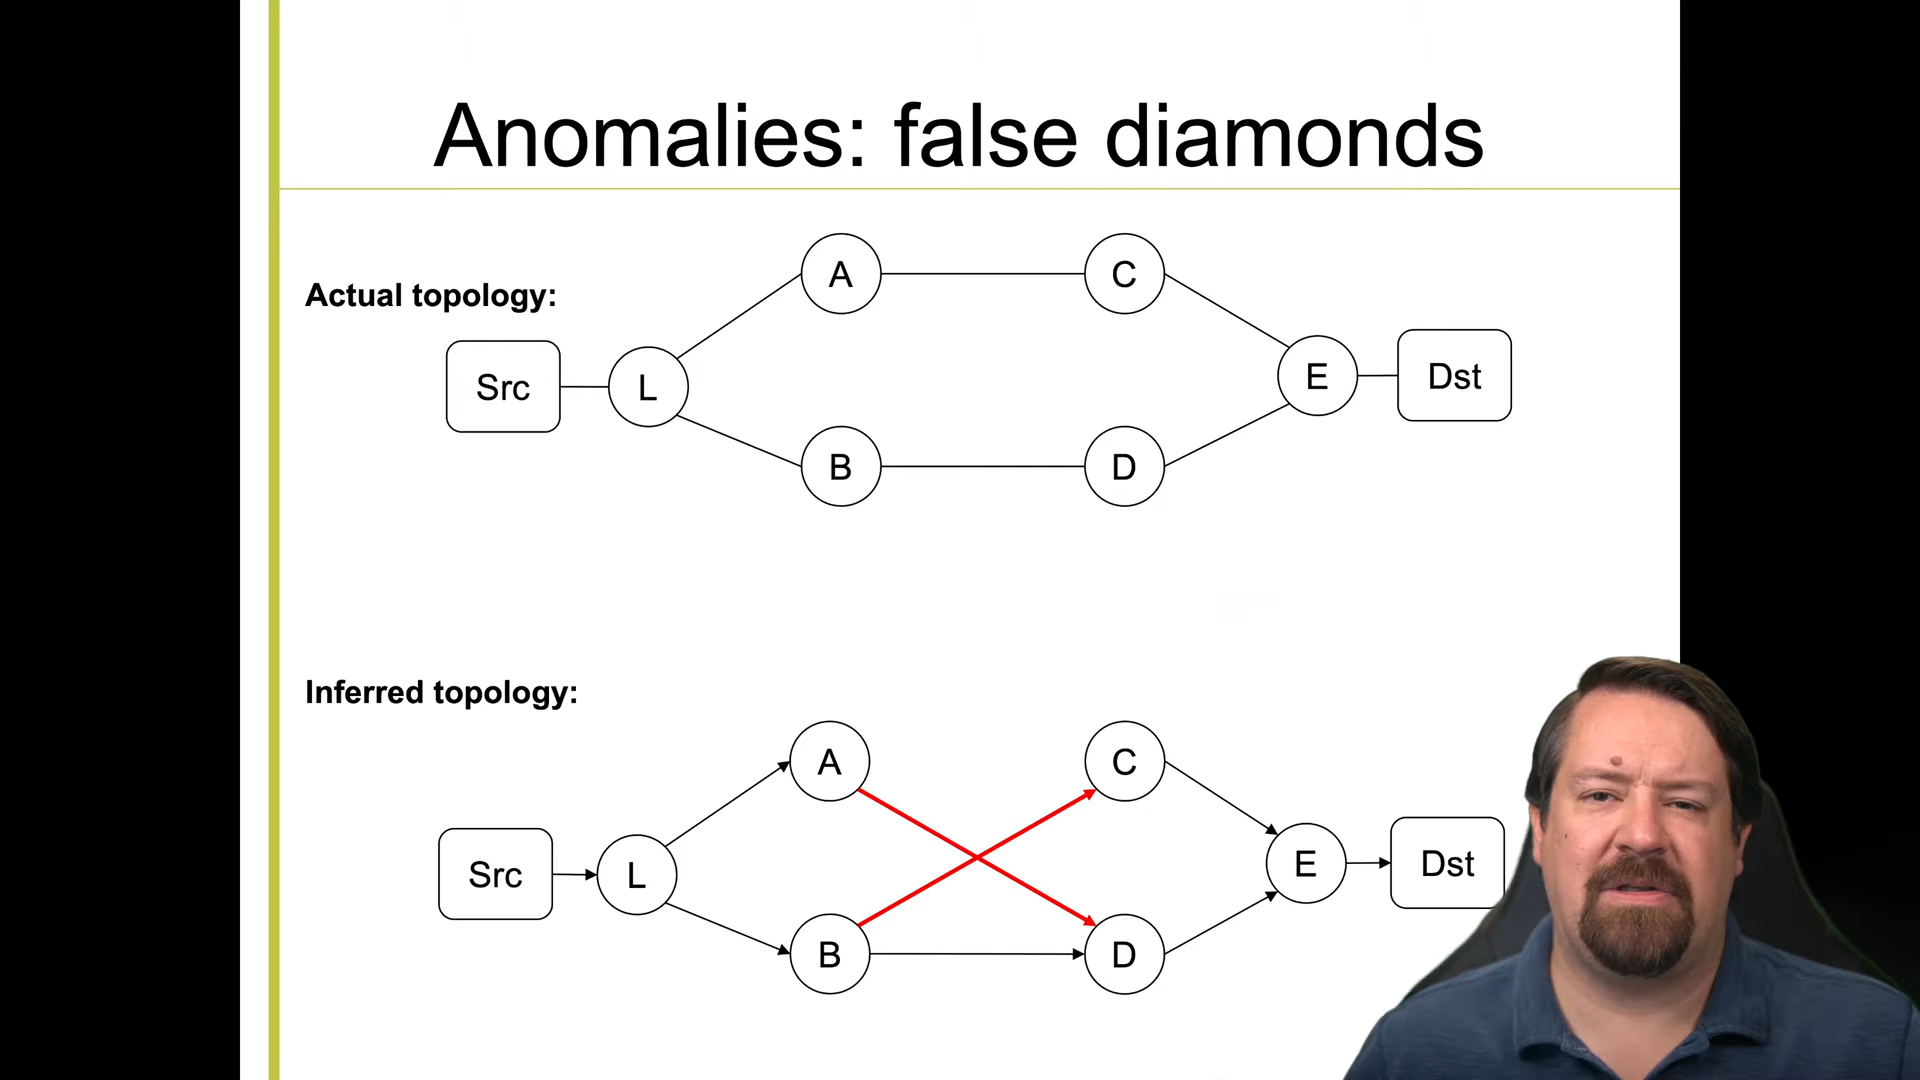 Anomalies: false diamonds
Actual topology:
A
C
Src
L
E
Dst
B
D
Inferred topology:
A
C
Src
L
E
Dst
B
D